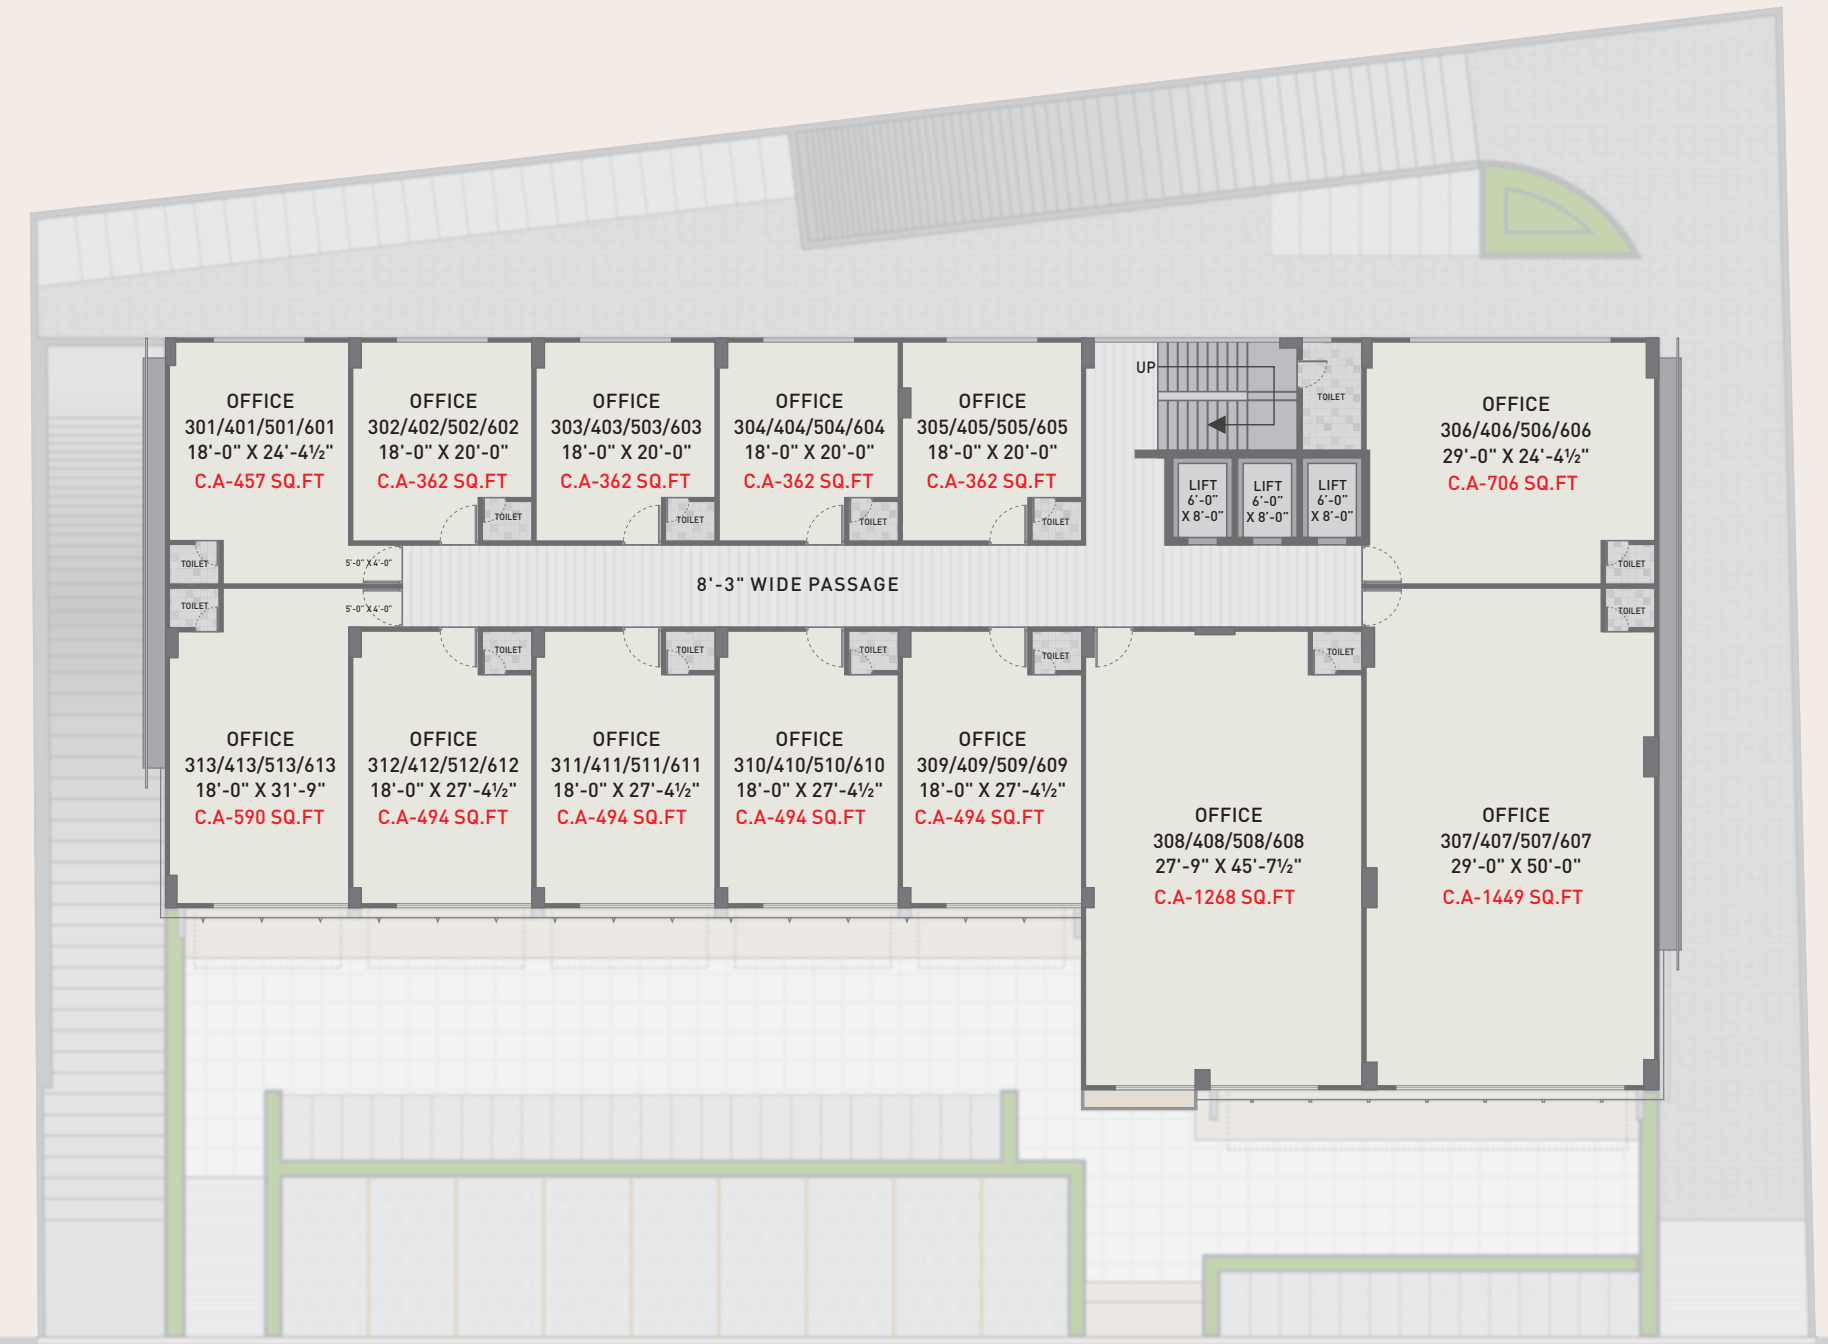 OFFICE
301/401/501/601
18'-0" X 24'-4½"
C.A-457 SQ.FT
OFFICE
302/402/502/602
18'-0" X 20'-0"
C.A-362 SQ.FT
OFFICE
303/403/503/603
18'-0" X 20'-0"
C.A-362 SQ.FT
OFFICE
304/404/504/604
18'-0" X 20'-0"
C.A-362 SQ.FT
OFFICE
305/405/505/605
18'-0" X 20'-0"
C.A-362 SQ.FT
UP
TOILET
OFFICE
306/406/506/606
29'-0" X 24'-4½"
C.A-706 SQ.FT
LIFT
6'-0"
X 8'-0"
LIFT
6'-0"
X 8'-0"
LIFT
6'-0"
X 8'-0"
TOILET
TOILET
TOILET
TOILET
TOILET
5'-0" X 4'-0"
TOILET
8'-3" WIDE PASSAGE
TOILET
5'-0" X 4'-0"
TOILET
TOILET
TOILET
TOILET
TOILET
TOILET
OFFICE
313/413/513/613
18'-0" X 31'-9"
C.A-590 SQ.FT
OFFICE
312/412/512/612
18'-0" X 27'-4½"
C.A-494 SQ.FT
OFFICE
311/411/511/611
18'-0" X 27'-4½"
C.A-494 SQ.FT
OFFICE
310/410/510/610
18'-0" X 27'-4½"
C.A-494 SQ.FT
OFFICE
309/409/509/609
18'-0" X 27'-4½"
C.A-494 SQ.FT
OFFICE
308/408/508/608
27'-9" X 45'-7½"
C.A-1268 SQ.FT
OFFICE
307/407/507/607
29'-0" X 50'-0"
C.A-1449 SQ.FT